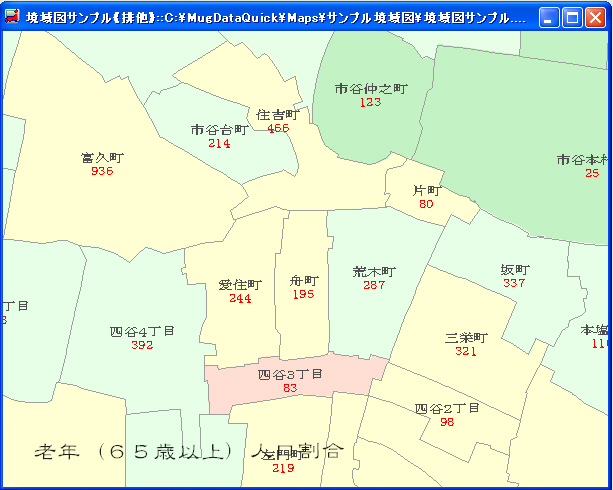 境域図サンプル《排他》::C:¥MugDataQuick¥Maps¥サンプル境域図¥境域図サンプル....
市谷仲之町
123
住吉町
466
市谷台町
214
富久町
936
市谷本村
25
片町
80
愛住町
244
舟町
195
荒木町
287
坂町
337
丁目
四谷4丁目
392
三栄町
321
本塩
11
四谷3丁目
83
四谷2丁目
98
老年（６５歳以上）人口割合
左門町
219